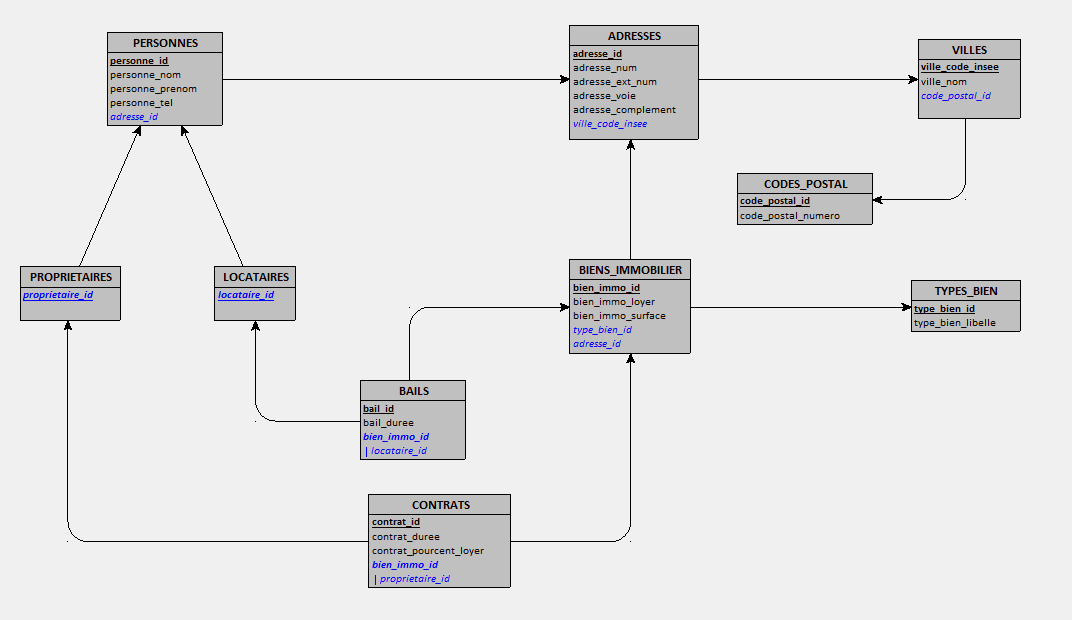 PERSONNES
personne_id
personne_nom
personne_prenom
personne_tel
adresse_id
ADRESSES
adresse_id
adresse_num
adresse_ext_num
adresse_voie
adresse_complement
ville_code_insee
VILLES
ville_code_insee
ville_nom
code_postal_id
CODES_POSTAL
code_postal_id
code_postal_numero
PROPRIETAIRES
proprietaire_id
LOCATAIRES
locataire_id
BIENS_IMMOBILIER
bien_immo_id
bien_immo_loyer
bien_immo_surface
type_bien_id
adresse_id
TYPES_BIEN
type_bien_id
type_bien_libelle
BAILS
bail_id
bail_duree
bien_immo_id
| locataire_id
CONTRATS
contrat_id
contrat_duree
contrat_pourcent_loyer
bien_immo_id
| proprietaire_id